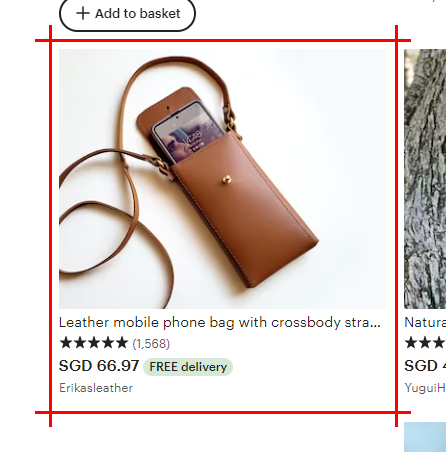 + Add to basket
Leather mobile phone bag with crossbody stra...
Natura
★★★★★ (1,568)
★★★
SGD 66.97 FREE delivery
SGD 4
Erikasleather
YuguiH